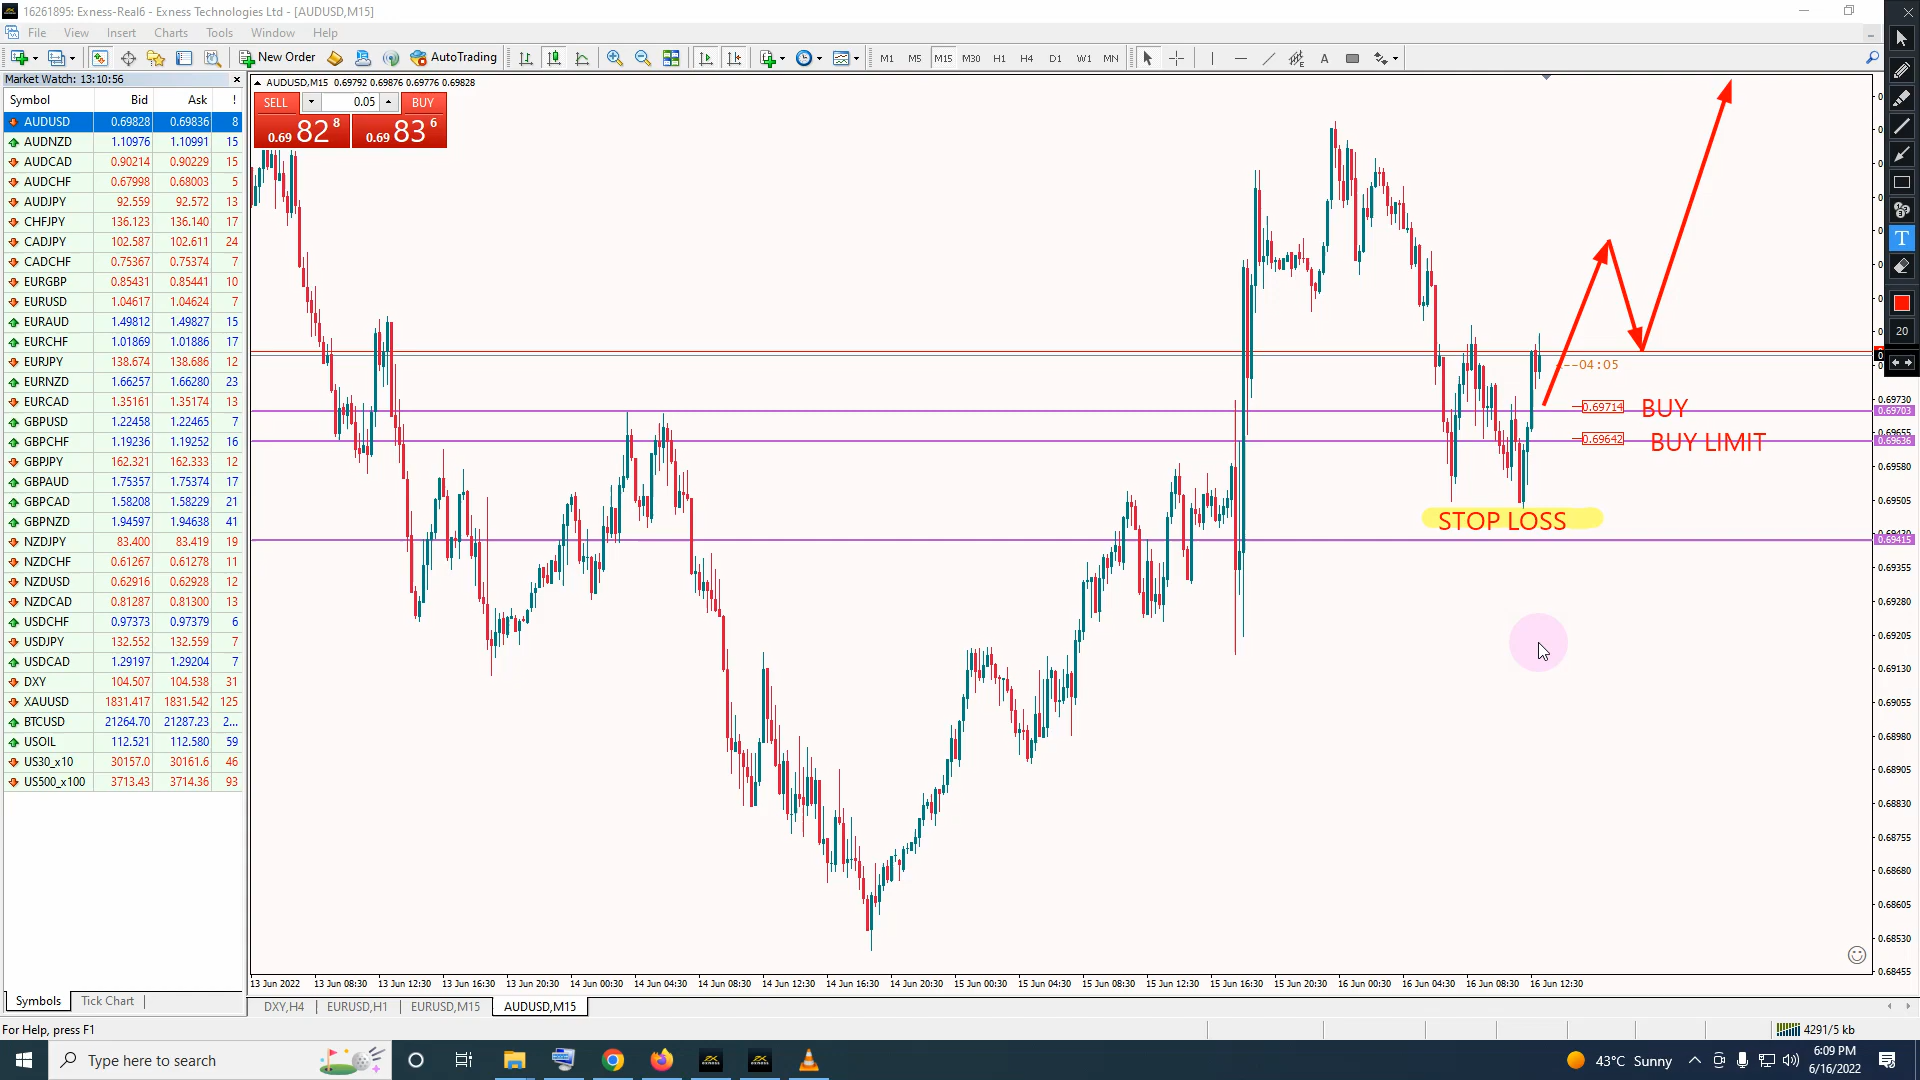 16261895: Exness-Real6 - Exness Technologies Ltd - [AUDUSD,M15]
File View Insert Charts Tools Window Help
New Order AutoTrading M1 M5 M15 M30 H1 H4 D1 W1 MN
Market Watch: 13:10:56
Symbol Bid Ask !
AUDUSD 0.69828 0.69836 8
AUDNZD 1.10976 1.10991 15
AUDCAD 0.90214 0.90229 15
AUDCHF 0.67998 0.68003 5
AUDJPY 92.559 92.572 13
CHFJPY 136.123 136.140 17
CADJPY 102.587 102.611 24
CADCHF 0.75367 0.75374 7
EURGBP 0.85431 0.85441 10
EURUSD 1.04617 1.04624 7
EURAUD 1.49812 1.49827 15
EURCHF 1.01869 1.01886 17
EURJPY 138.674 138.686 12
EURNZD 1.66257 1.66280 23
EURCAD 1.35161 1.35174 13
GBPUSD 1.22458 1.22465 7
GBPCHF 1.19236 1.19252 16
GBPJPY 162.321 162.333 12
GBPAUD 1.75357 1.75374 17
GBPCAD 1.58208 1.58229 21
GBPNZD 1.94597 1.94638 41
NZDJPY 83.400 83.419 19
NZDCHF 0.61267 0.61278 11
NZDUSD 0.62916 0.62928 12
NZDCAD 0.81287 0.81300 13
USDCHF 0.97373 0.97379 6
USDJPY 132.552 132.559 7
USDCAD 1.29197 1.29204 7
DXY 104.507 104.538 31
XAUUSD 1831.417 1831.542 125
BTCUSD 21264.70 21287.23 2...
USOIL 112.521 112.580 59
US30_x10 30157.0 30161.6 46
US500_x100 3713.43 3714.36 93
Symbols Tick Chart
AUDUSD,M15 0.69792 0.69876 0.69776 0.69828
SELL 0.05 BUY
0.69 82 8 0.69 83 6
--04:05
0.69714 BUY
0.69642 BUY LIMIT
STOP LOSS
0.69730
0.69703
0.69655
0.69636
0.69580
0.69505
0.69415
0.69355
0.69280
0.69205
0.69130
0.69055
0.68980
0.68905
0.68830
0.68755
0.68680
0.68605
0.68530
0.68455
20
13 Jun 2022 13 Jun 08:30 13 Jun 12:30 13 Jun 16:30 13 Jun 20:30 14 Jun 00:30 14 Jun 04:30 14 Jun 08:30 14 Jun 12:30 14 Jun 16:30 14 Jun 20:30 15 Jun 00:30 15 Jun 04:30 15 Jun 08:30 15 Jun 12:30 15 Jun 16:30 15 Jun 20:30 16 Jun 00:30 16 Jun 04:30 16 Jun 08:30 16 Jun 12:30
DXY,H4 EURUSD,H1 EURUSD,M15 AUDUSD,M15
For Help, press F1
4291/5 kb
Type here to search
43°C Sunny
6:09 PM
6/16/2022